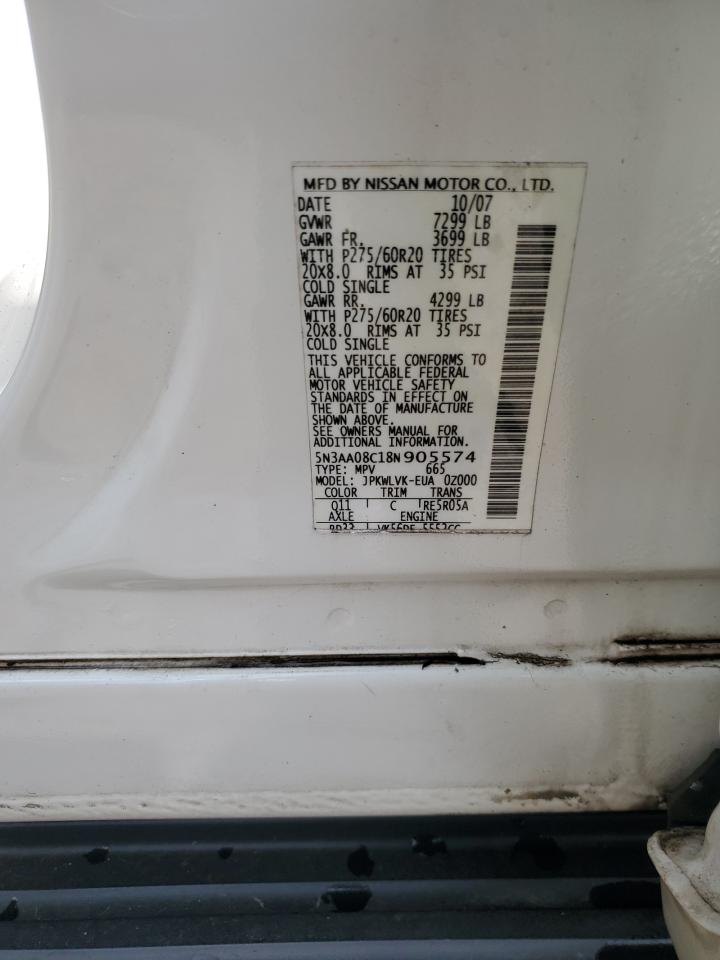 MFD BY NISSAN MOTOR CO., LTD.
DATE 10/07
GVWR 7299 LB
GAWR FR. 3699 LB
WITH P275/60R20 TIRES
20X8.0 RIMS AT 35 PSI
COLD SINGLE
GAWR RR. 4299 LB
WITH P275/60R20 TIRES
20X8.0 RIMS AT 35 PSI
COLD SINGLE
THIS VEHICLE CONFORMS TO
ALL APPLICABLE FEDERAL
MOTOR VEHICLE SAFETY
STANDARDS IN EFFECT ON
THE DATE OF MANUFACTURE
SHOWN ABOVE.
SEE OWNERS MANUAL FOR
ADDITIONAL INFORMATION.
5N3AA08C18N905574
TYPE: MPV 665
MODEL: JPKWLVK-EUA 0Z000
COLOR TRIM TRANS
Q11 C RE5R05A
AXLE ENGINE
VK56DE 5552CC